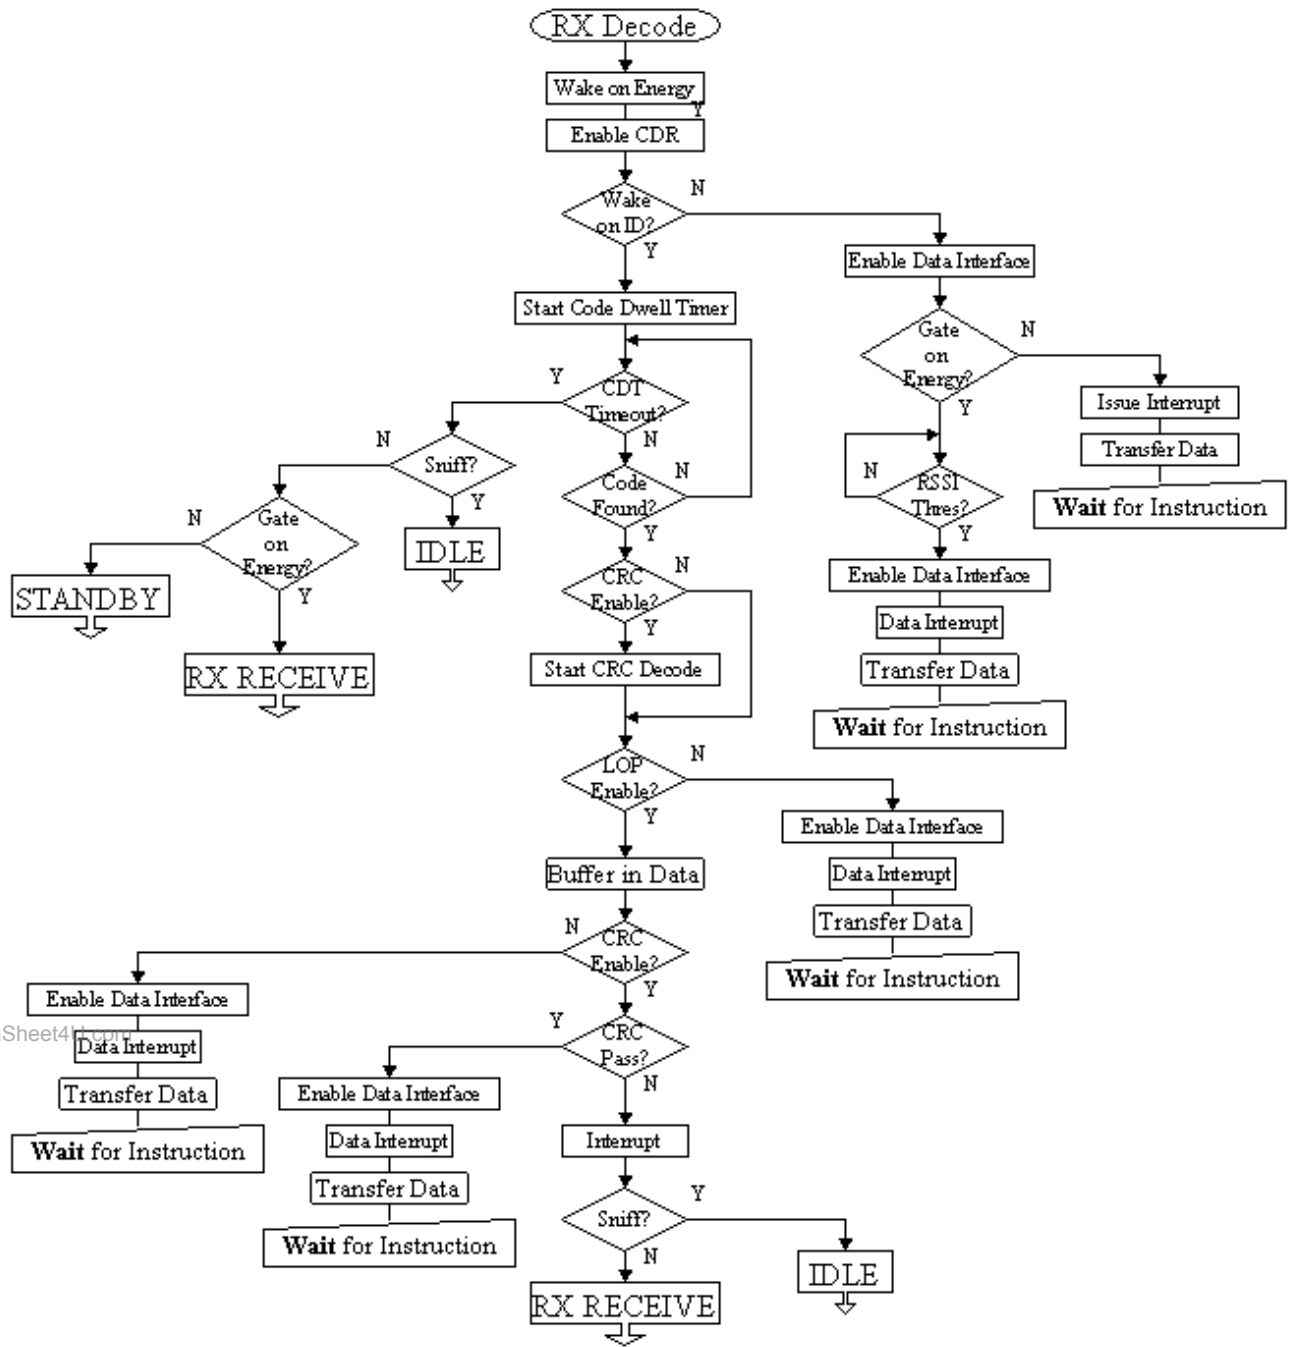 RX Decode
Wake on Energy
Y
Enable CDR
Wake
on ID?
N
Y
Enable Data Interface
Start Code Dwell Timer
Gate
on
Energy?
N
Y
Issue Interrupt
Transfer Data
Wait for Instruction
CDT
Timeout?
Y
N
Sniff?
N
Y
Code
Found?
N
Y
RSSI
Thres?
N
Y
Gate
on
Energy?
N
Y
IDLE
STANDBY
RX RECEIVE
CRC
Enable?
N
Y
Start CRC Decode
Enable Data Interface
Data Interrupt
Transfer Data
Wait for Instruction
LOP
Enable?
N
Y
Enable Data Interface
Data Interrupt
Transfer Data
Wait for Instruction
Buffer in Data
CRC
Enable?
N
Y
Enable Data Interface
aSheet4U.com
Data Interrupt
Transfer Data
Wait for Instruction
CRC
Pass?
Y
N
Enable Data Interface
Data Interrupt
Transfer Data
Wait for Instruction
Interrupt
Sniff?
Y
N
IDLE
RX RECEIVE